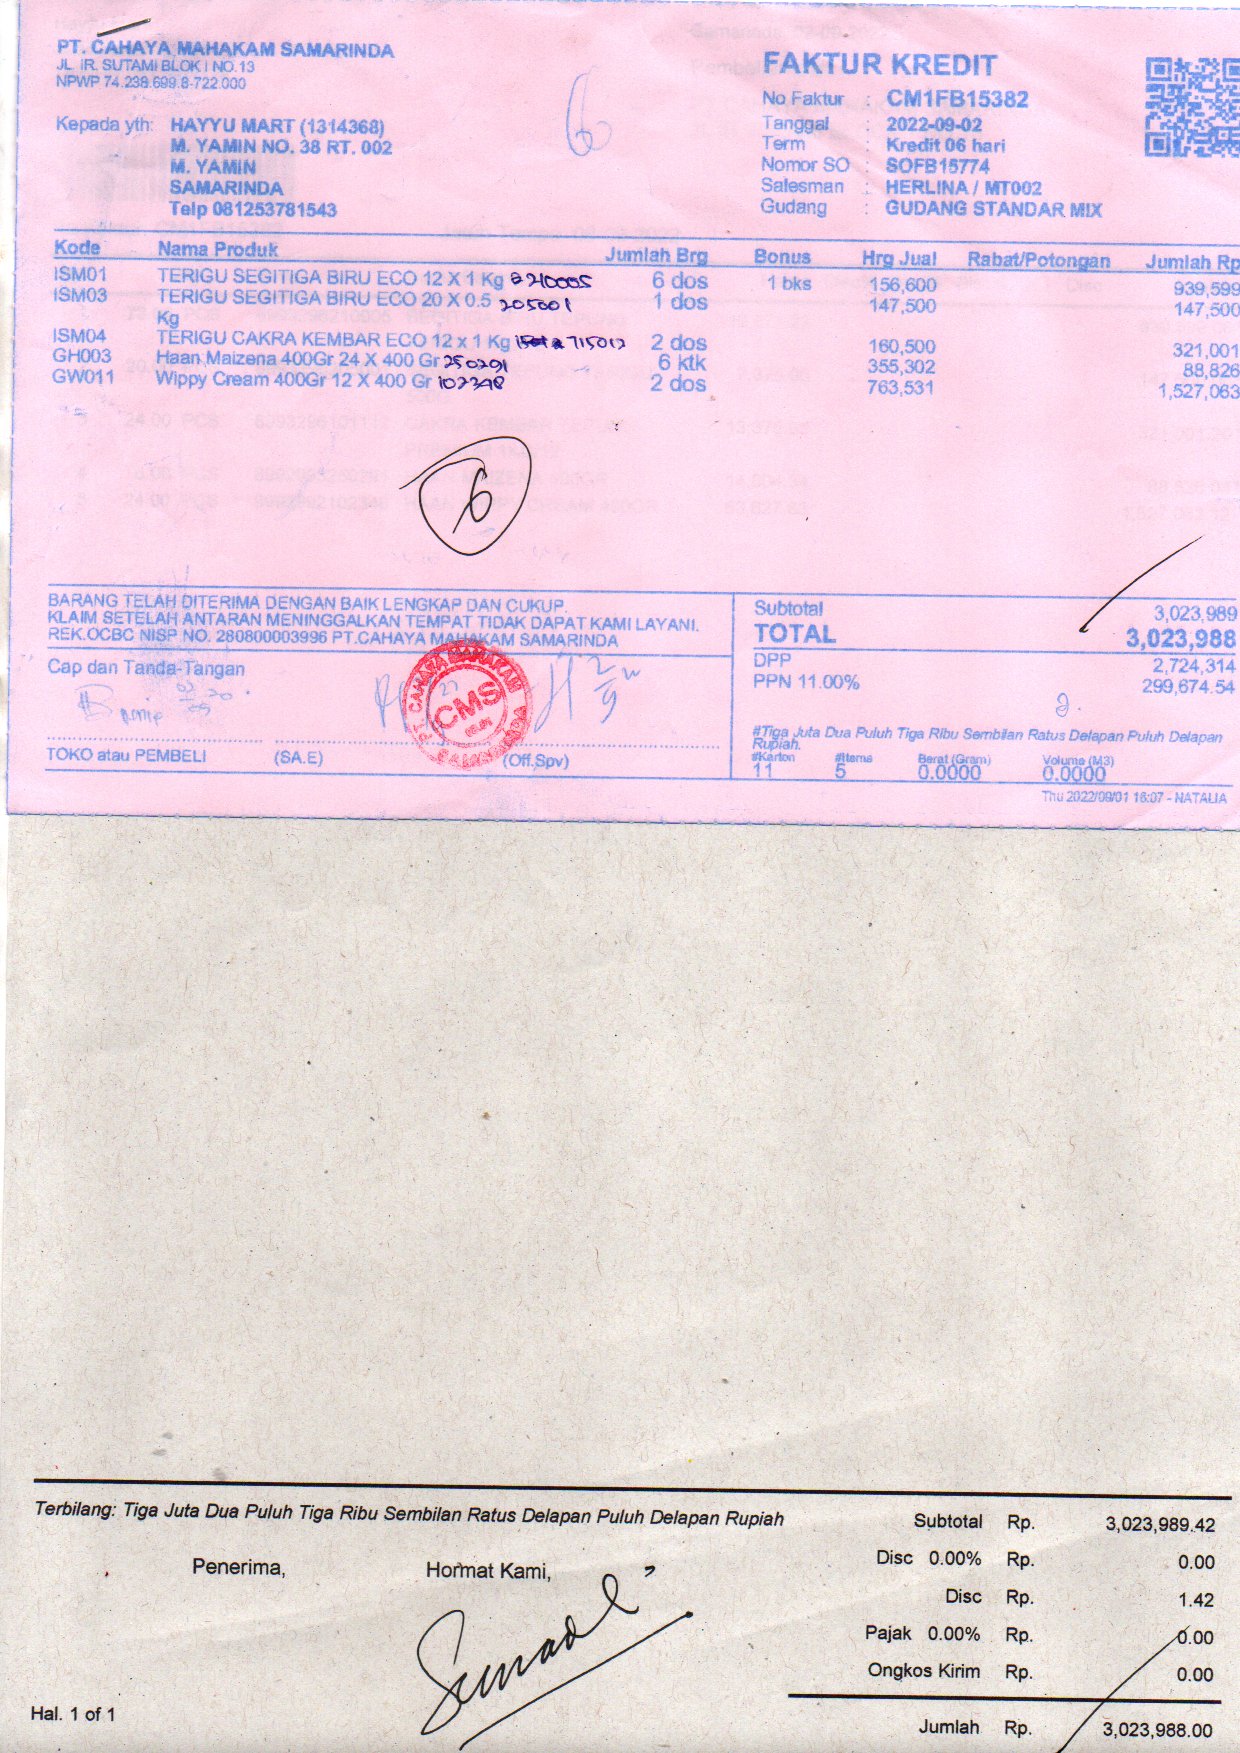 PT. CAHAYA MAHAKAM SAMARINDA
JL. IR. SUTAMI BLOK I NO.13
NPWP 74.238.699.8-722.000
Kepada yth: HAYYU MART (1314368)
M. YAMIN NO. 38 RT. 002
M. YAMIN
SAMARINDA
Telp 081253781543
6
FAKTUR KREDIT
No Faktur : CM1FB15382
Tanggal : 2022-09-02
Term : Kredit 06 hari
Nomor SO : SOFB15774
Salesman : HERLINA / MT002
Gudang : GUDANG STANDAR MIX
Kode Nama Produk Jumlah Brg Bonus Hrg Jual Rabat/Potongan Jumlah Rp
ISM01 TERIGU SEGITIGA BIRU ECO 12 X 1 Kg 210005 6 dos 1 bks 156,600 939,599
ISM03 TERIGU SEGITIGA BIRU ECO 20 X 0.5 205001 1 dos 147,500 147,500
Kg
ISM04 TERIGU CAKRA KEMBAR ECO 12 x 1 Kg 715012 2 dos 160,500 321,001
GH003 Haan Maizena 400Gr 24 X 400 Gr 250291 6 ktk 355,302 88,826
GW011 Wippy Cream 400Gr 12 X 400 Gr 102348 2 dos 763,531 1,527,063
6
BARANG TELAH DITERIMA DENGAN BAIK LENGKAP DAN CUKUP.
KLAIM SETELAH ANTARAN MENINGGALKAN TEMPAT TIDAK DAPAT KAMI LAYANI.
REK.OCBC NISP NO. 280800003996 PT.CAHAYA MAHAKAM SAMARINDA
Cap dan Tanda-Tangan
PT. CAHAYA MAHAKAM
CMS
SAMARINDA
TOKO atau PEMBELI (SA.E) (Off,Spv)
Subtotal 3,023,989
TOTAL 3,023,988
DPP 2,724,314
PPN 11.00% 299,674.54
#Tiga Juta Dua Puluh Tiga Ribu Sembilan Ratus Delapan Puluh Delapan
Rupiah.
#Karton #Items Berat (Gram) Volume (M3)
11 5 0.0000 0.0000
Thu 2022/09/01 16:07 - NATALIA
Terbilang: Tiga Juta Dua Puluh Tiga Ribu Sembilan Ratus Delapan Puluh Delapan Rupiah
Penerima, Hormat Kami,
Subtotal Rp. 3,023,989.42
Disc 0.00% Rp. 0.00
Disc Rp. 1.42
Pajak 0.00% Rp. 0.00
Ongkos Kirim Rp. 0.00
Jumlah Rp. 3,023,988.00
Hal. 1 of 1